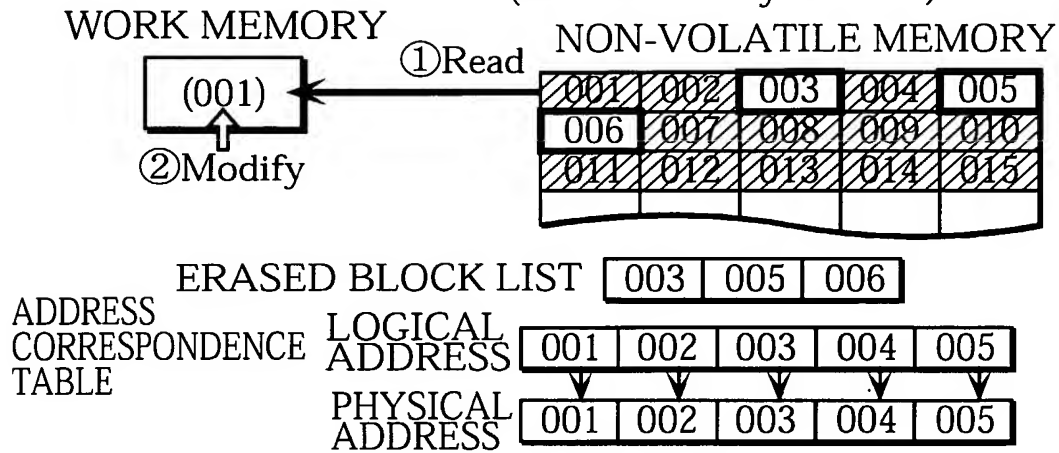 WORK MEMORY
NON-VOLATILE MEMORY
①Read
(001)
②Modify
001 002 003 004 005
006 007 008 009 010
011 012 013 014 015
ERASED BLOCK LIST 003 005 006
ADDRESS
CORRESPONDENCE
TABLE
LOGICAL
ADDRESS
001 002 003 004 005
PHYSICAL
ADDRESS
001 002 003 004 005